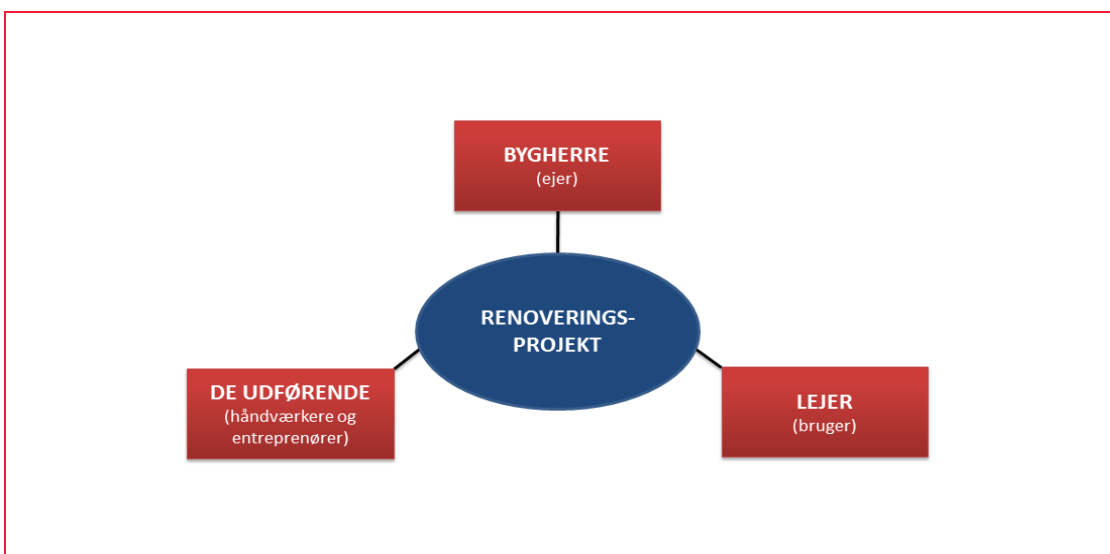 BYGHERRE
(ejer)
RENOVERINGS-
PROJEKT
DE UDFØRENDE
(håndværkere og
entreprenører)
LEJER
(bruger)